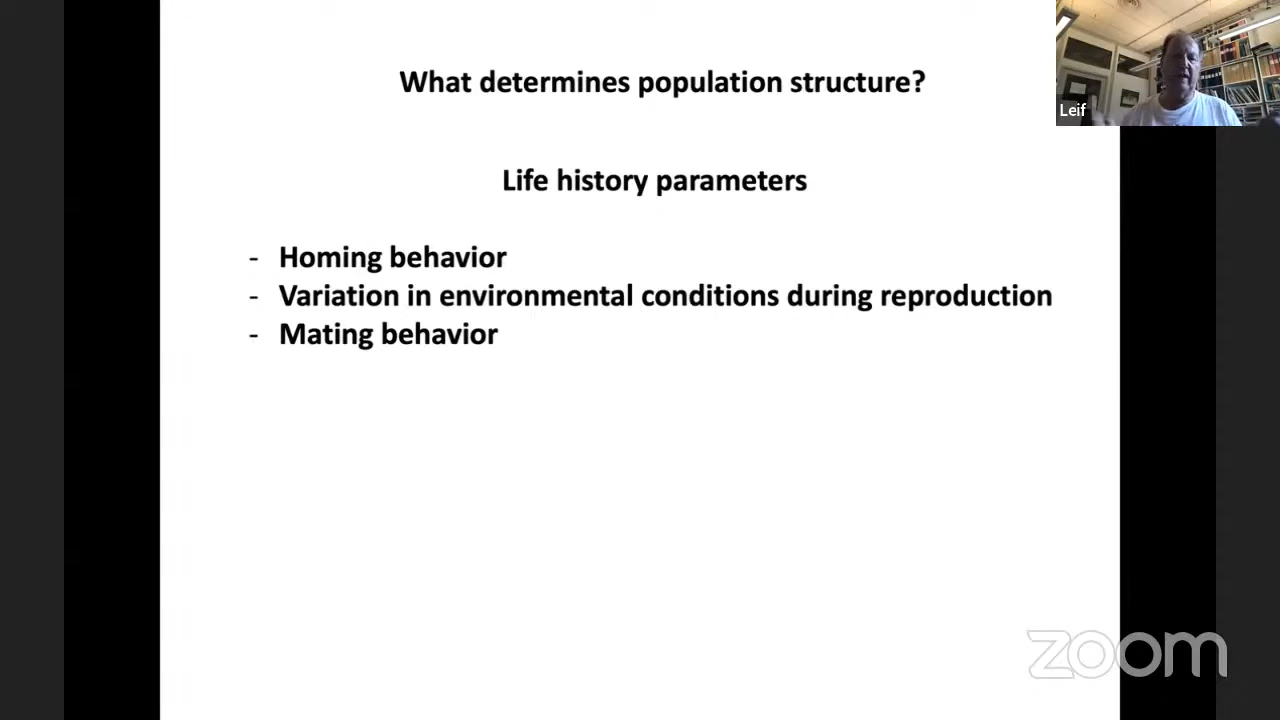 What determines population structure?
Leif
Life history parameters
- Homing behavior
- Variation in environmental conditions during reproduction
- Mating behavior
zoom